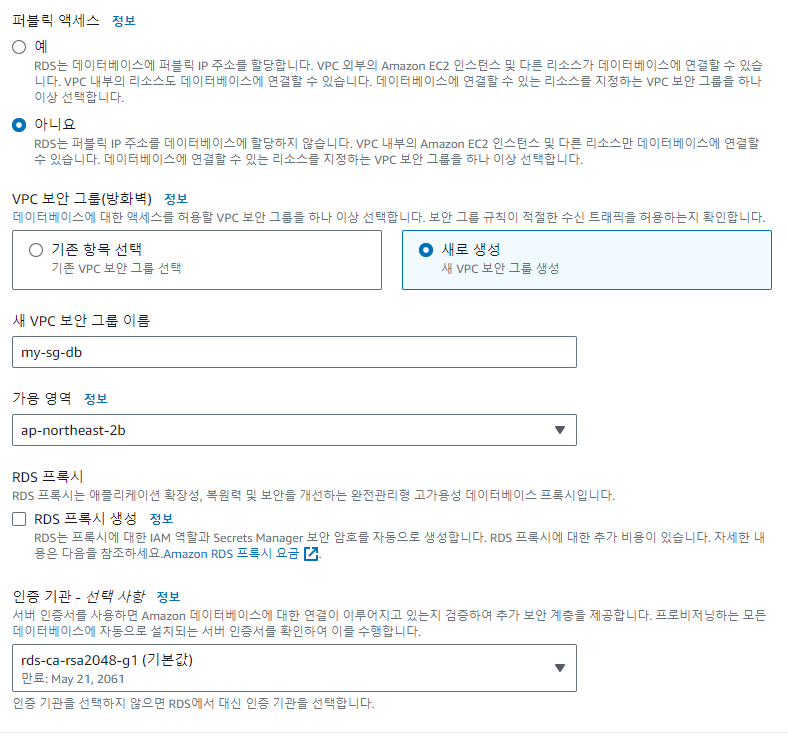 퍼블릭 액세스 정보
예
RDS는 데이터베이스에 퍼블릭 IP 주소를 할당합니다. VPC 외부의 Amazon EC2 인스턴스 및 다른 리소스가 데이터베이스에 연결할 수 있습
니다. VPC 내부의 리소스도 데이터베이스에 연결할 수 있습니다. 데이터베이스에 연결할 수 있는 리소스를 지정하는 VPC 보안 그룹을 하나
이상 선택합니다.
아니요
RDS는 퍼블릭 IP 주소를 데이터베이스에 할당하지 않습니다. VPC 내부의 Amazon EC2 인스턴스 및 다른 리소스만 데이터베이스에 연결할
수 있습니다. 데이터베이스에 연결할 수 있는 리소스를 지정하는 VPC 보안 그룹을 하나 이상 선택합니다.
VPC 보안 그룹(방화벽) 정보
데이터베이스에 대한 액세스를 허용할 VPC 보안 그룹을 하나 이상 선택합니다. 보안 그룹 규칙이 적절한 수신 트래픽을 허용하는지 확인합니다.
기존 항목 선택
기존 VPC 보안 그룹 선택
새로 생성
새 VPC 보안 그룹 생성
새 VPC 보안 그룹 이름
my-sg-db
가용 영역 정보
ap-northeast-2b
RDS 프록시
RDS 프록시는 애플리케이션 확장성, 복원력 및 보안을 개선하는 완전관리형 고가용성 데이터베이스 프록시입니다.
RDS 프록시 생성 정보
RDS는 프록시에 대한 IAM 역할과 Secrets Manager 보안 암호를 자동으로 생성합니다. RDS 프록시에 대한 추가 비용이 있습니다. 자세한 내
용은 다음을 참조하세요.Amazon RDS 프록시 요금.
인증 기관 - 선택 사항 정보
서버 인증서를 사용하면 Amazon 데이터베이스에 대한 연결이 이루어지고 있는지 검증하여 추가 보안 계층을 제공합니다. 프로비저닝하는 모든
데이터베이스에 자동으로 설치되는 서버 인증서를 확인하여 이를 수행합니다.
rds-ca-rsa2048-g1 (기본값)
만료: May 21, 2061
인증 기관을 선택하지 않으면 RDS에서 대신 인증 기관을 선택합니다.